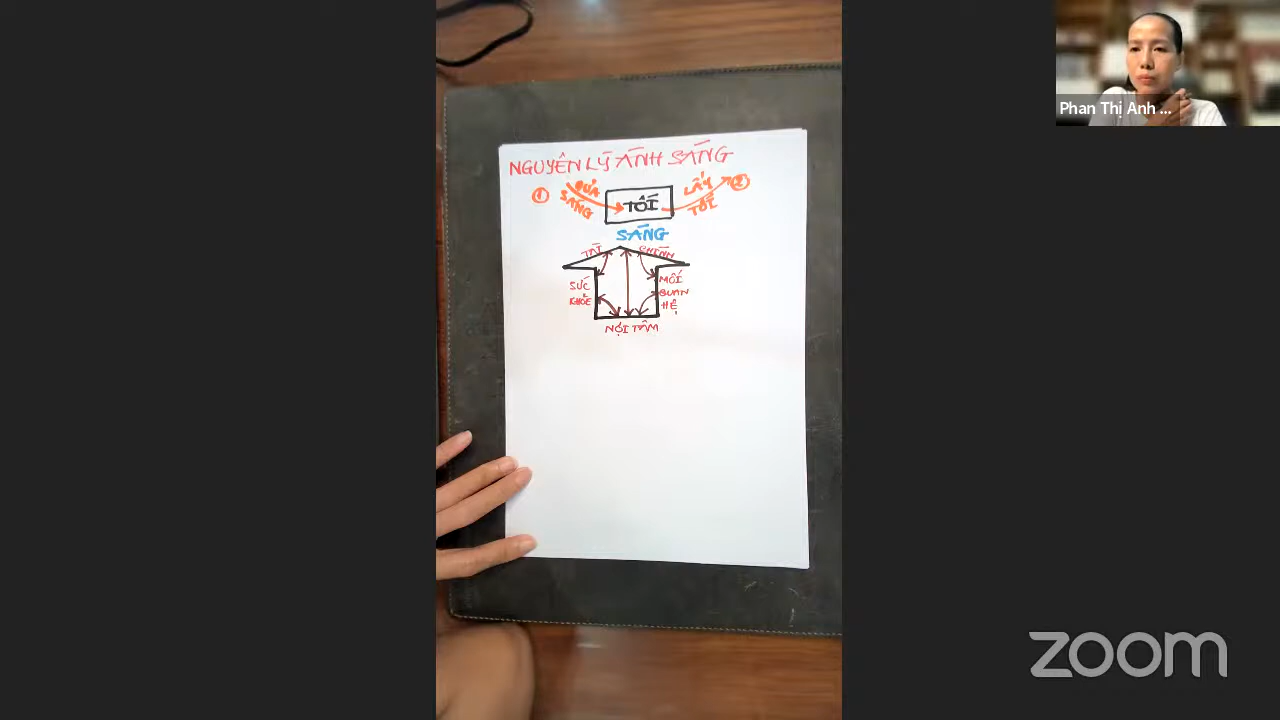 NGUYÊN LÝ ÁNH SÁNG
① ĐƯA SÁNG
TỐI
LẤY TỐI ②
SÁNG
TÀI CHÍNH
SỨC KHỎE
MỐI QUAN HỆ
NỘI TÂM
Phan Thị Anh ...
zoom